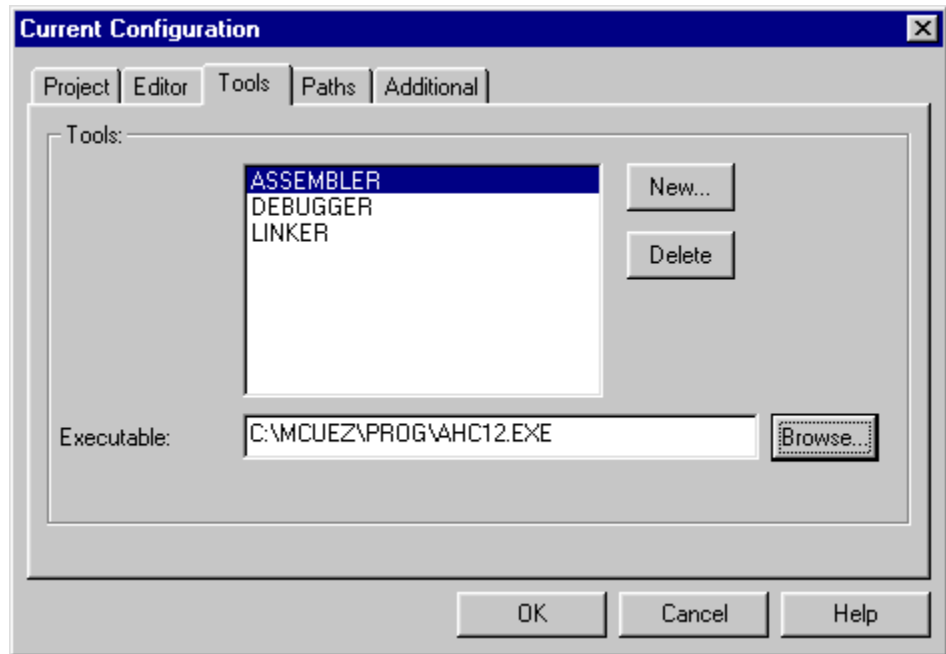 Current Configuration
Project Editor Tools Paths Additional
Tools:
ASSEMBLER
DEBUGGER
LINKER
New...
Delete
Executable:
C:\MCUEZ\PROG\AHC12.EXE
Browse...
OK Cancel Help